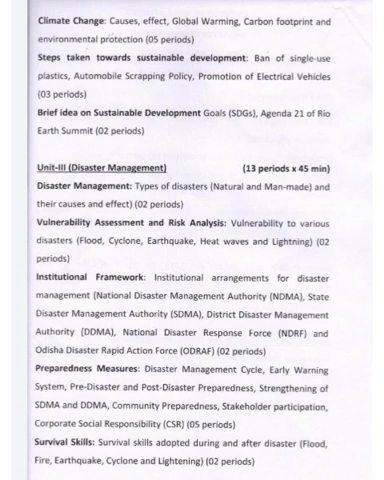 Climate Change: Causes, effect, Global Warming, Carbon footprint and
environmental protection (05 periods)
Steps taken towards sustainable development: Ban of single-use
plastics, Automobile Scrapping Policy, Promotion of Electrical Vehicles
(03 periods)
Brief idea on Sustainable Development Goals (SDGs), Agenda 21 of Rio
Earth Summit (02 periods)
Unit-III (Disaster Management) (13 periods x 45 min)
Disaster Management: Types of disasters (Natural and Man-made) and
their causes and effect) (02 periods)
Vulnerability Assessment and Risk Analysis: Vulnerability to various
disasters (Flood, Cyclone, Earthquake, Heat waves and Lightning) (02
periods)
Institutional Framework: Institutional arrangements for disaster
management (National Disaster Management Authority (NDMA), State
Disaster Management Authority (SDMA), District Disaster Management
Authority (DDMA), National Disaster Response Force (NDRF) and
Odisha Disaster Rapid Action Force (ODRAF) (02 periods)
Preparedness Measures: Disaster Management Cycle, Early Warning
System, Pre-Disaster and Post-Disaster Preparedness, Strengthening of
SDMA and DDMA, Community Preparedness, Stakeholder participation,
Corporate Social Responsibility (CSR) (05 periods)
Survival Skills: Survival skills adopted during and after disaster (Flood,
Fire, Earthquake, Cyclone and Lightening) (02 periods)